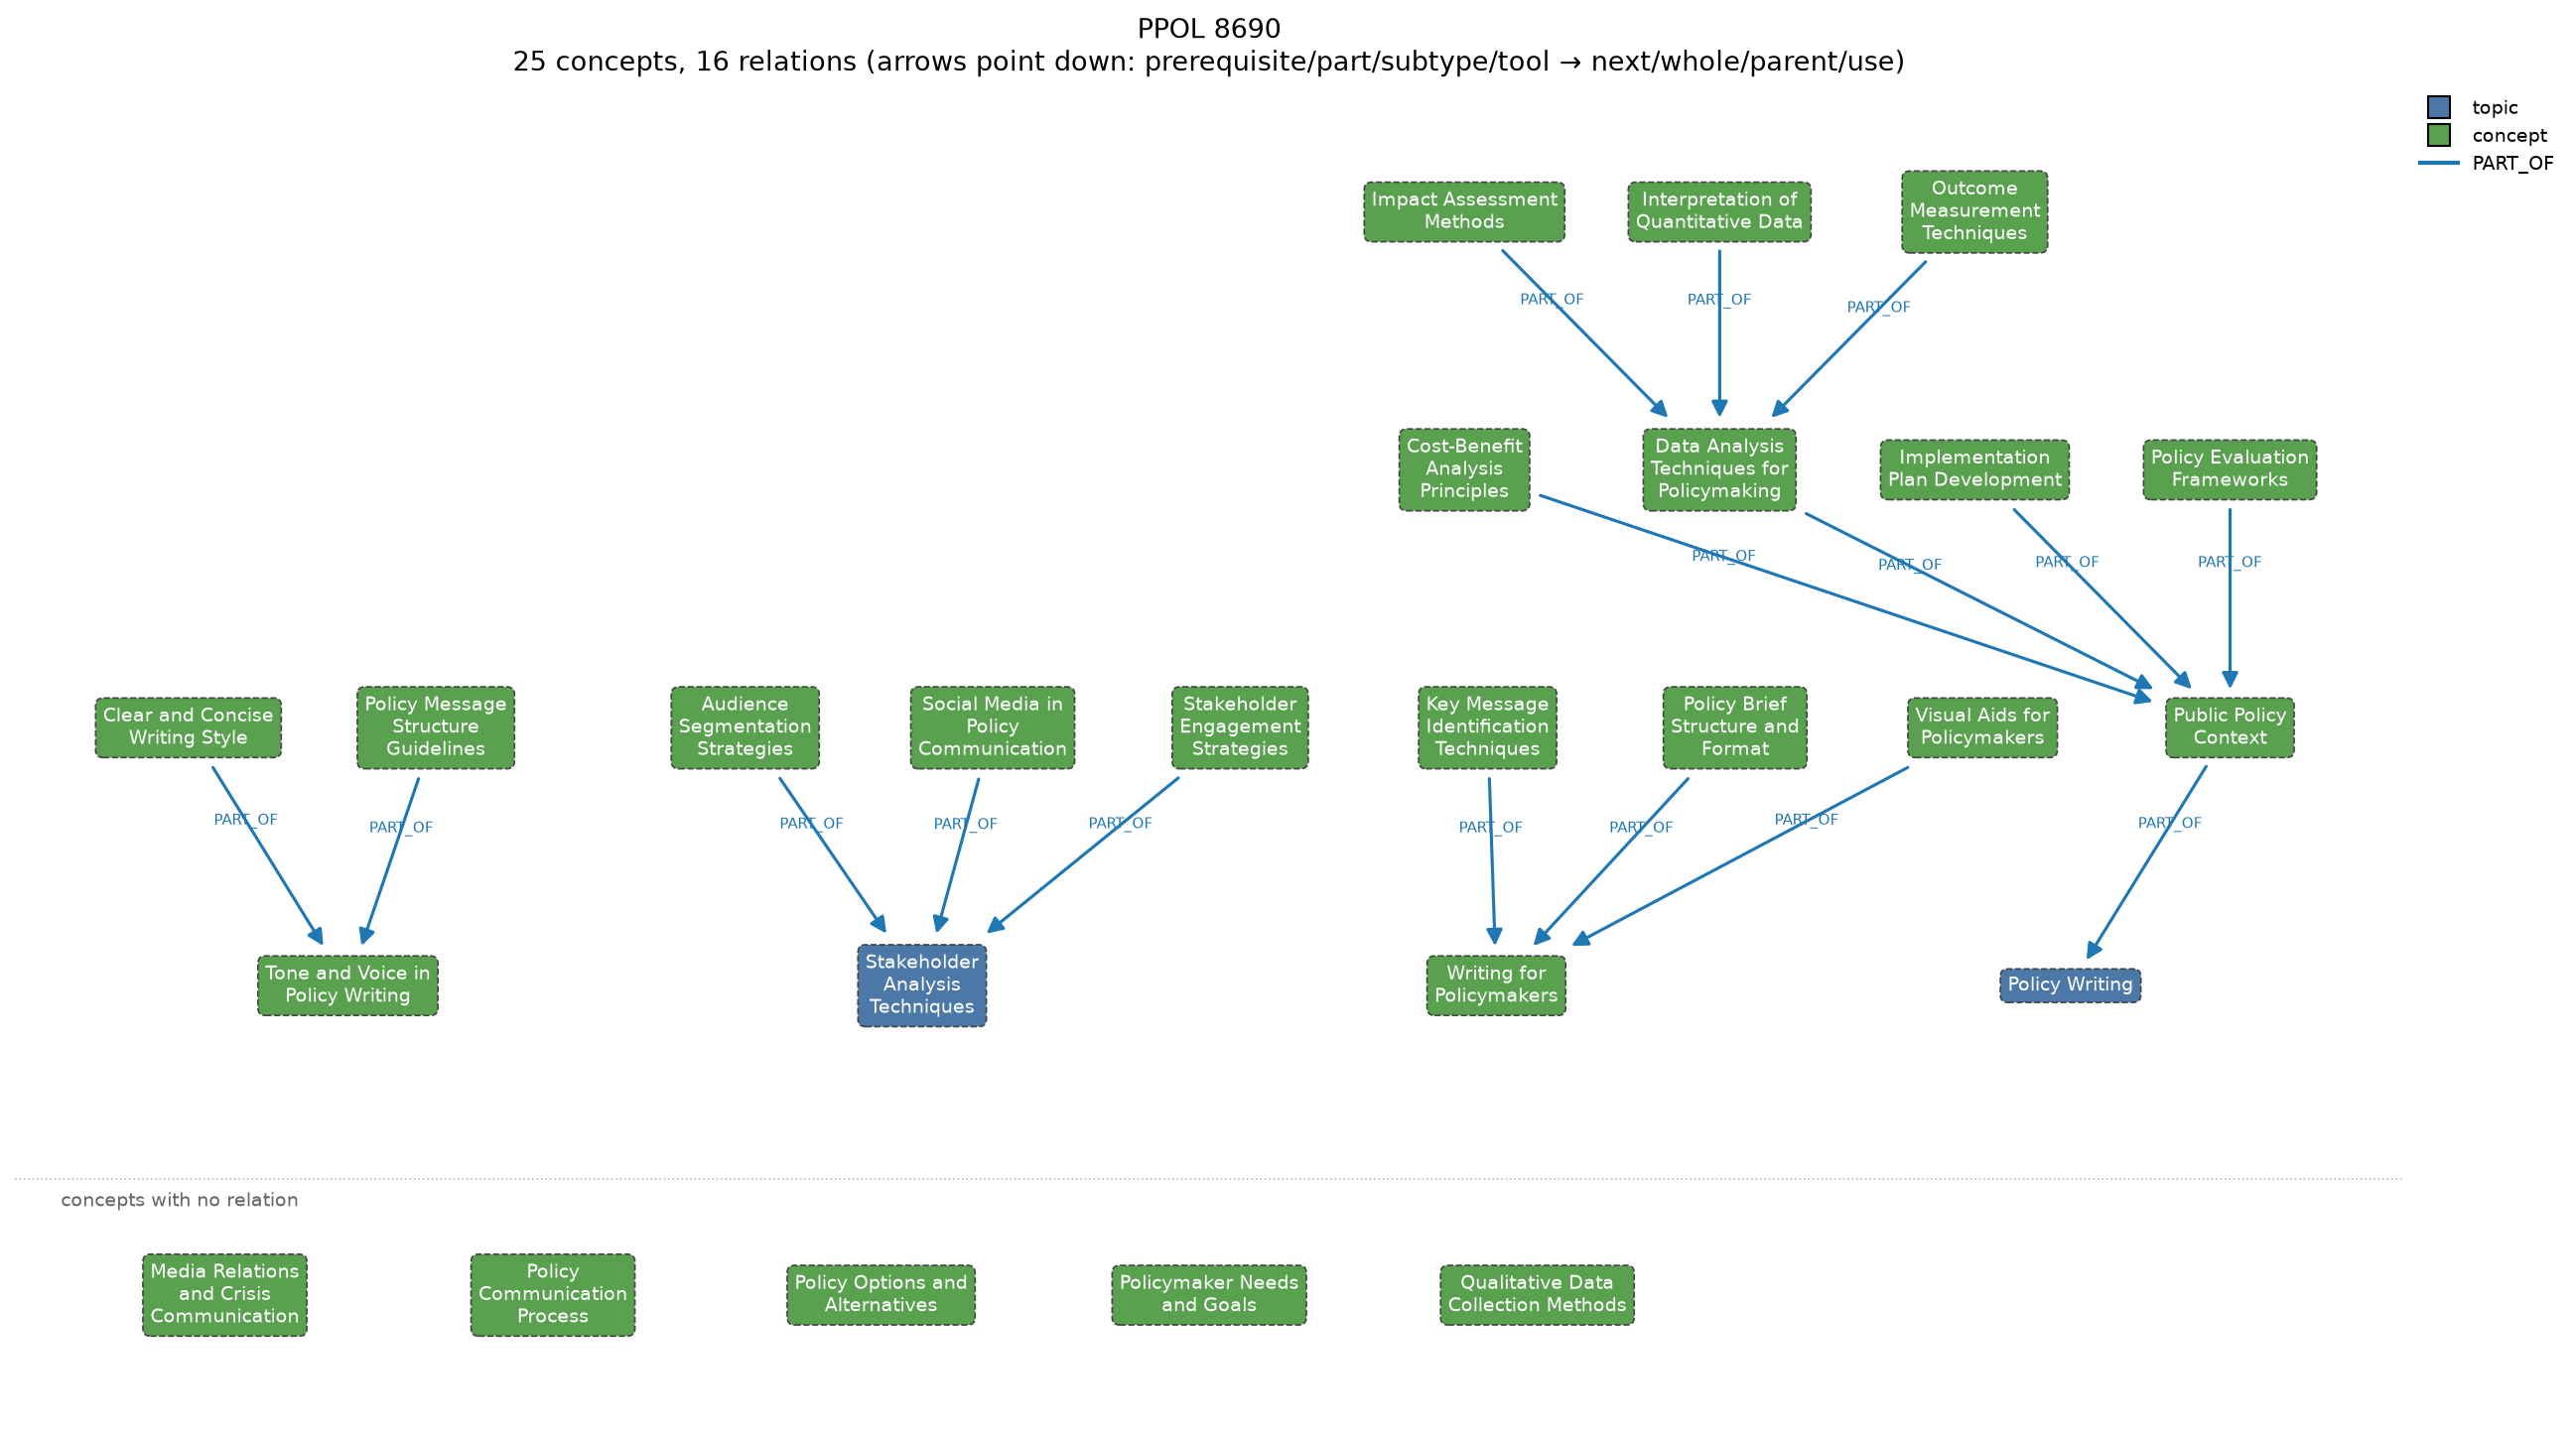 PPOL 8690
25 concepts, 16 relations (arrows point down: prerequisite/part/subtype/tool → next/whole/parent/use)
topic
concept
PART_OF
Impact Assessment
Methods
Interpretation of
Quantitative Data
Outcome
Measurement
Techniques
PART_OF
PART_OF
PART_OF
Cost-Benefit
Analysis
Principles
Data Analysis
Techniques for
Policymaking
Implementation
Plan Development
Policy Evaluation
Frameworks
PART_OF
PART_OF
PART_OF
PART_OF
Clear and Concise
Writing Style
Policy Message
Structure
Guidelines
Audience
Segmentation
Strategies
Social Media in
Policy
Communication
Stakeholder
Engagement
Strategies
Key Message
Identification
Techniques
Policy Brief
Structure and
Format
Visual Aids for
Policymakers
Public Policy
Context
PART_OF
PART_OF
PART_OF
PART_OF
PART_OF
PART_OF
PART_OF
PART_OF
PART_OF
Tone and Voice in
Policy Writing
Stakeholder
Analysis
Techniques
Writing for
Policymakers
Policy Writing
concepts with no relation
Media Relations
and Crisis
Communication
Policy
Communication
Process
Policy Options and
Alternatives
Policymaker Needs
and Goals
Qualitative Data
Collection Methods